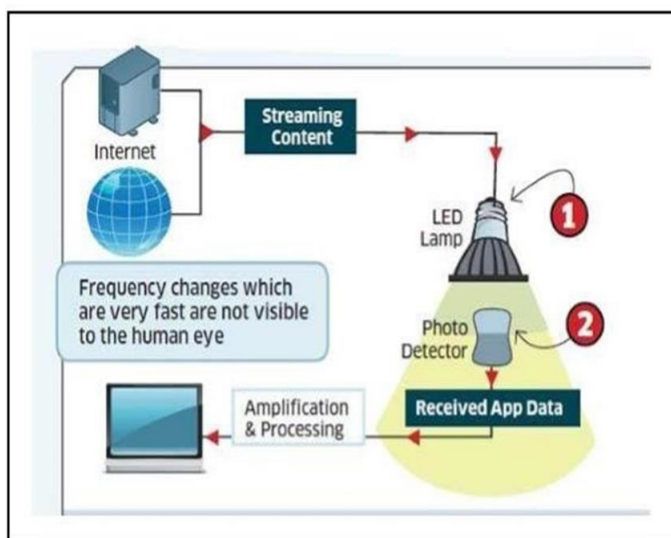 Internet
Streaming
Content
LED
Lamp
1
Frequency changes which
are very fast are not visible
to the human eye
Photo
Detector
2
Amplification
& Processing
Received App Data